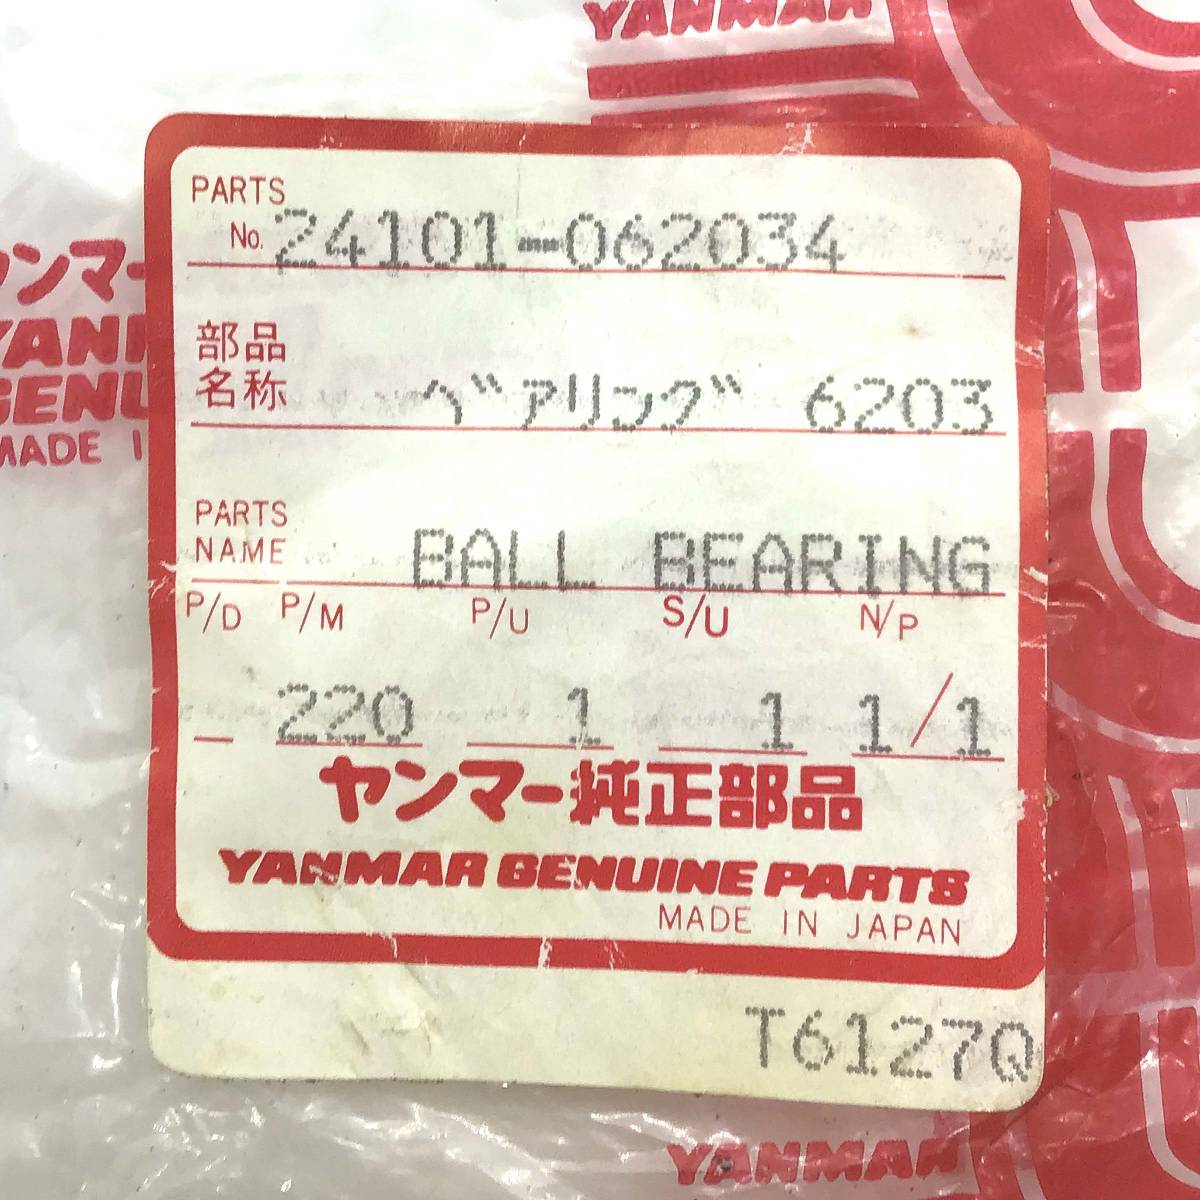 YANMAR
PARTS
No. 24101-062034
部品
名称 ベアリング 6203
PARTS
NAME BALL BEARING
P/D P/M P/U S/U N/P
– 220 1 1 1/1
ヤンマー純正部品
YANMAR GENUINE PARTS
MADE IN JAPAN
T6127Q
ンマー
YAN
GENU
MADE I
YANMAR